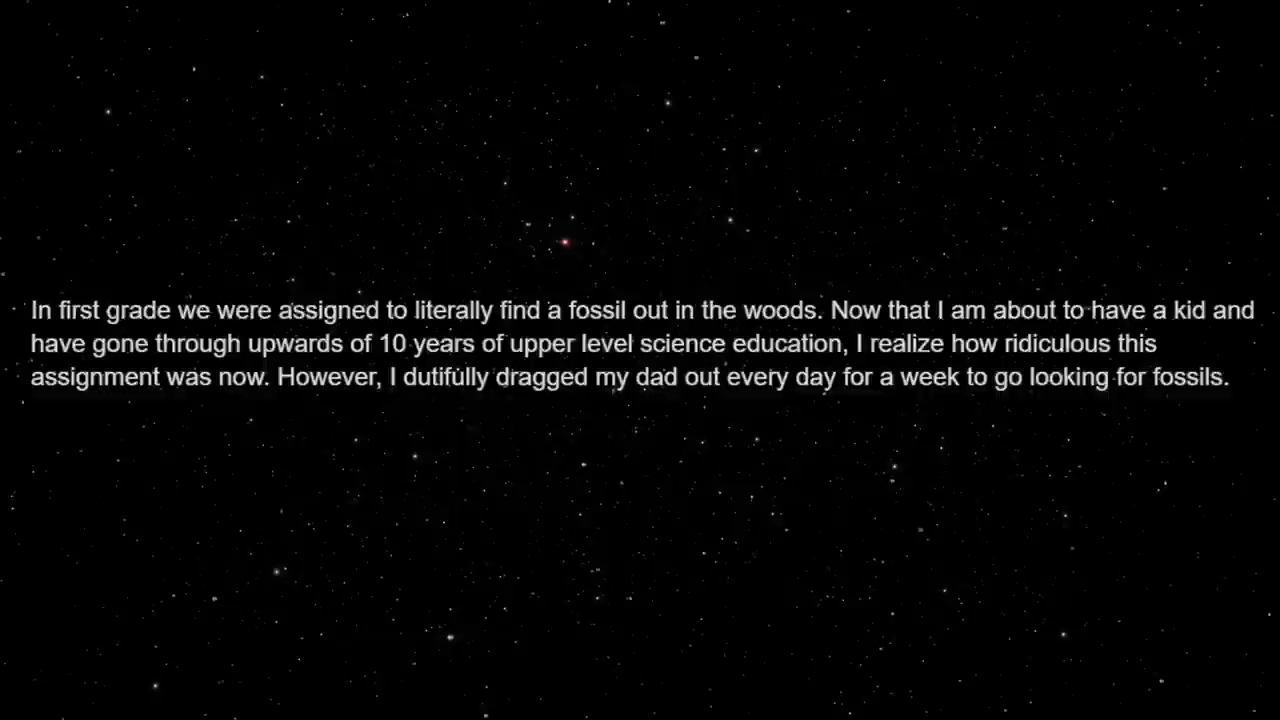 In first grade we were assigned to literally find a fossil out in the woods. Now that I am about to have a kid and
have gone through upwards of 10 years of upper level science education, I realize how ridiculous this
assignment was now. However, I dutifully dragged my dad out every day for a week to go looking for fossils.